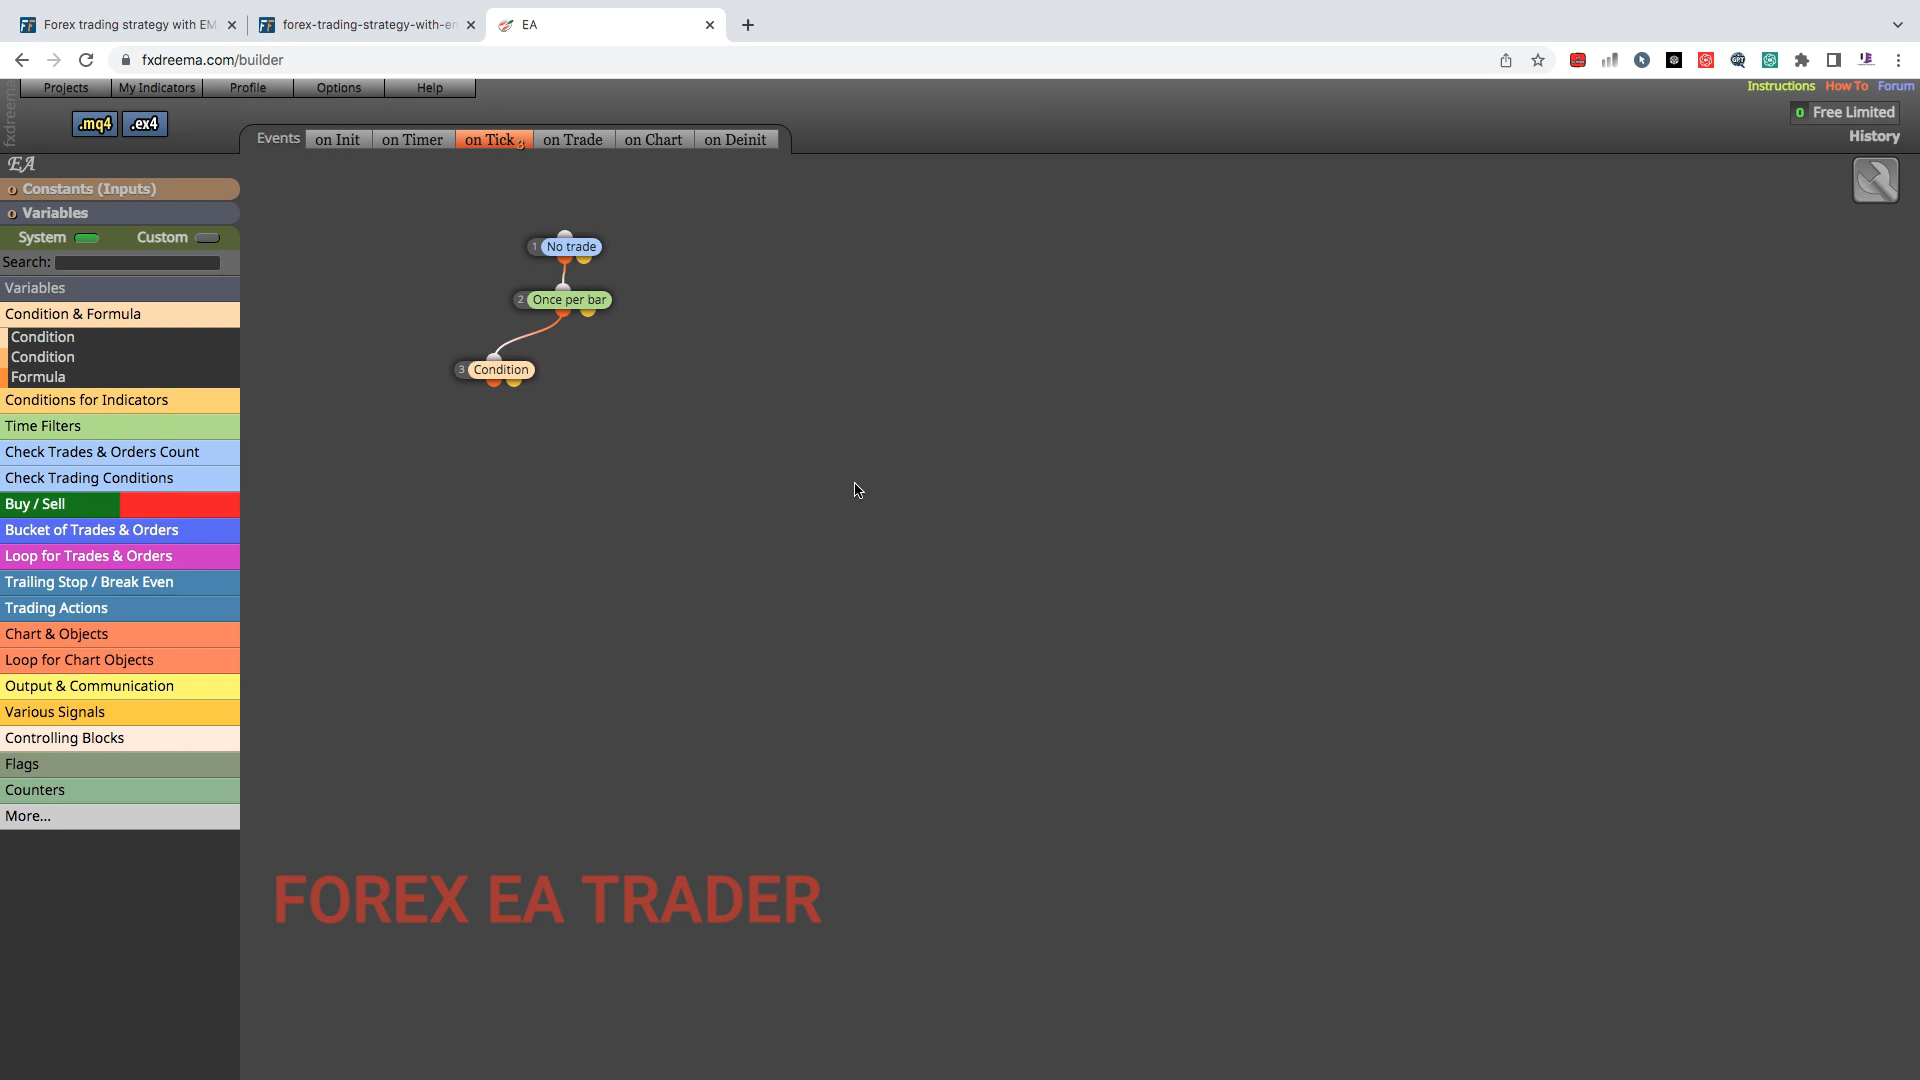 Forex trading strategy with EM
forex-trading-strategy-with-en
EA
fxdreema.com/builder
Projects
My Indicators
Profile
Options
Help
Instructions
How To
Forum
fxdreema
.mq4
.ex4
0 Free Limited
History
Events
on Init
on Timer
on Tick 3
on Trade
on Chart
on Deinit
EA
o Constants (Inputs)
o Variables
System
Custom
Search:
Variables
Condition & Formula
Condition
Condition
Formula
Conditions for Indicators
Time Filters
Check Trades & Orders Count
Check Trading Conditions
Buy / Sell
Bucket of Trades & Orders
Loop for Trades & Orders
Trailing Stop / Break Even
Trading Actions
Chart & Objects
Loop for Chart Objects
Output & Communication
Various Signals
Controlling Blocks
Flags
Counters
More...
1 No trade
2 Once per bar
3 Condition
FOREX EA TRADER